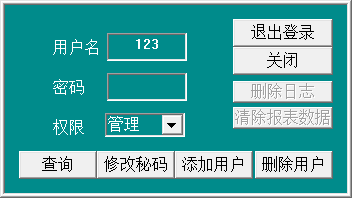 用户名 123
退出登录
关闭
密码
删除日志
权限 管理
清除报表数据
查询 修改秘码 添加用户 删除用户